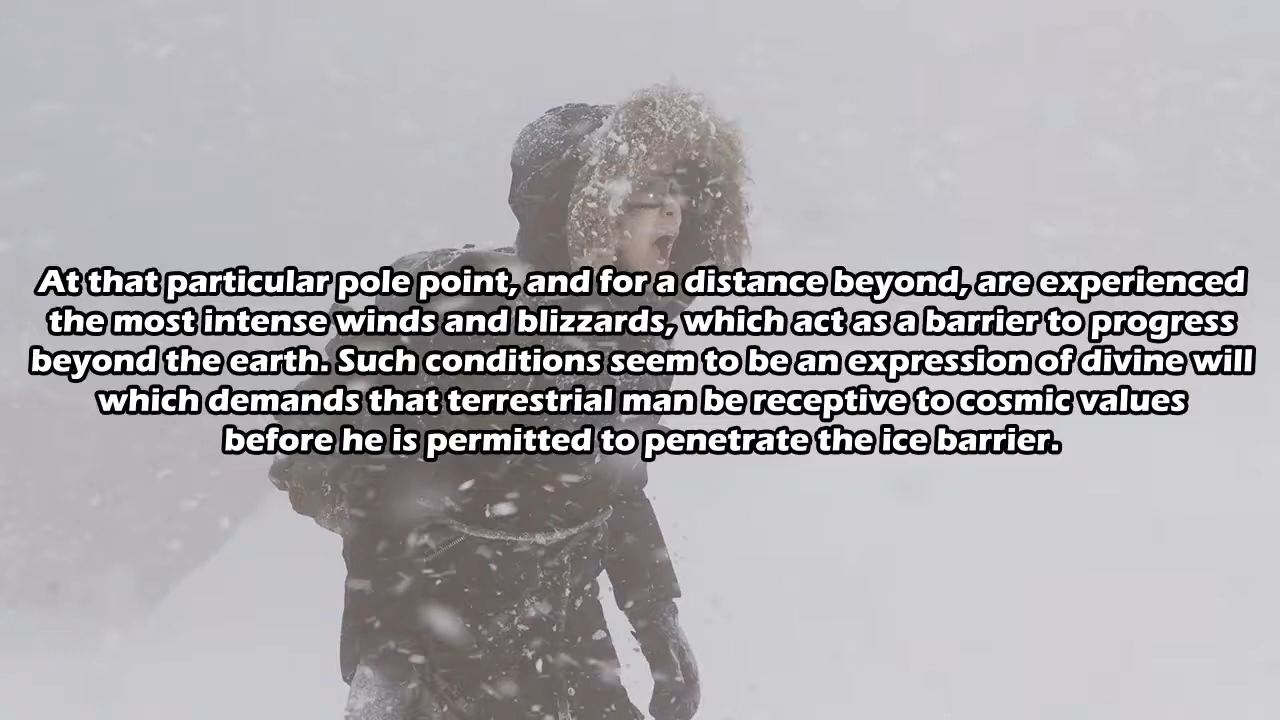 At that particular pole point, and for a distance beyond, are experienced
the most intense winds and blizzards, which act as a barrier to progress
beyond the earth. Such conditions seem to be an expression of divine will
which demands that terrestrial man be receptive to cosmic values
before he is permitted to penetrate the ice barrier.